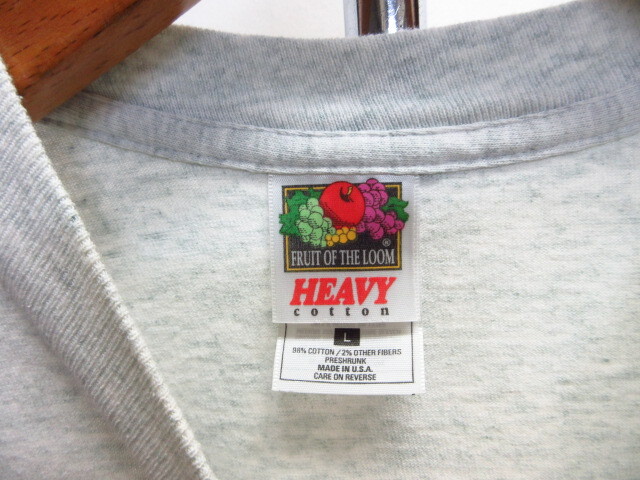 ®
FRUIT OF THE LOOM
HEAVY
cotton
L
98% COTTON / 2% OTHER FIBERS
PRESHRUNK
MADE IN U.S.A.
CARE ON REVERSE